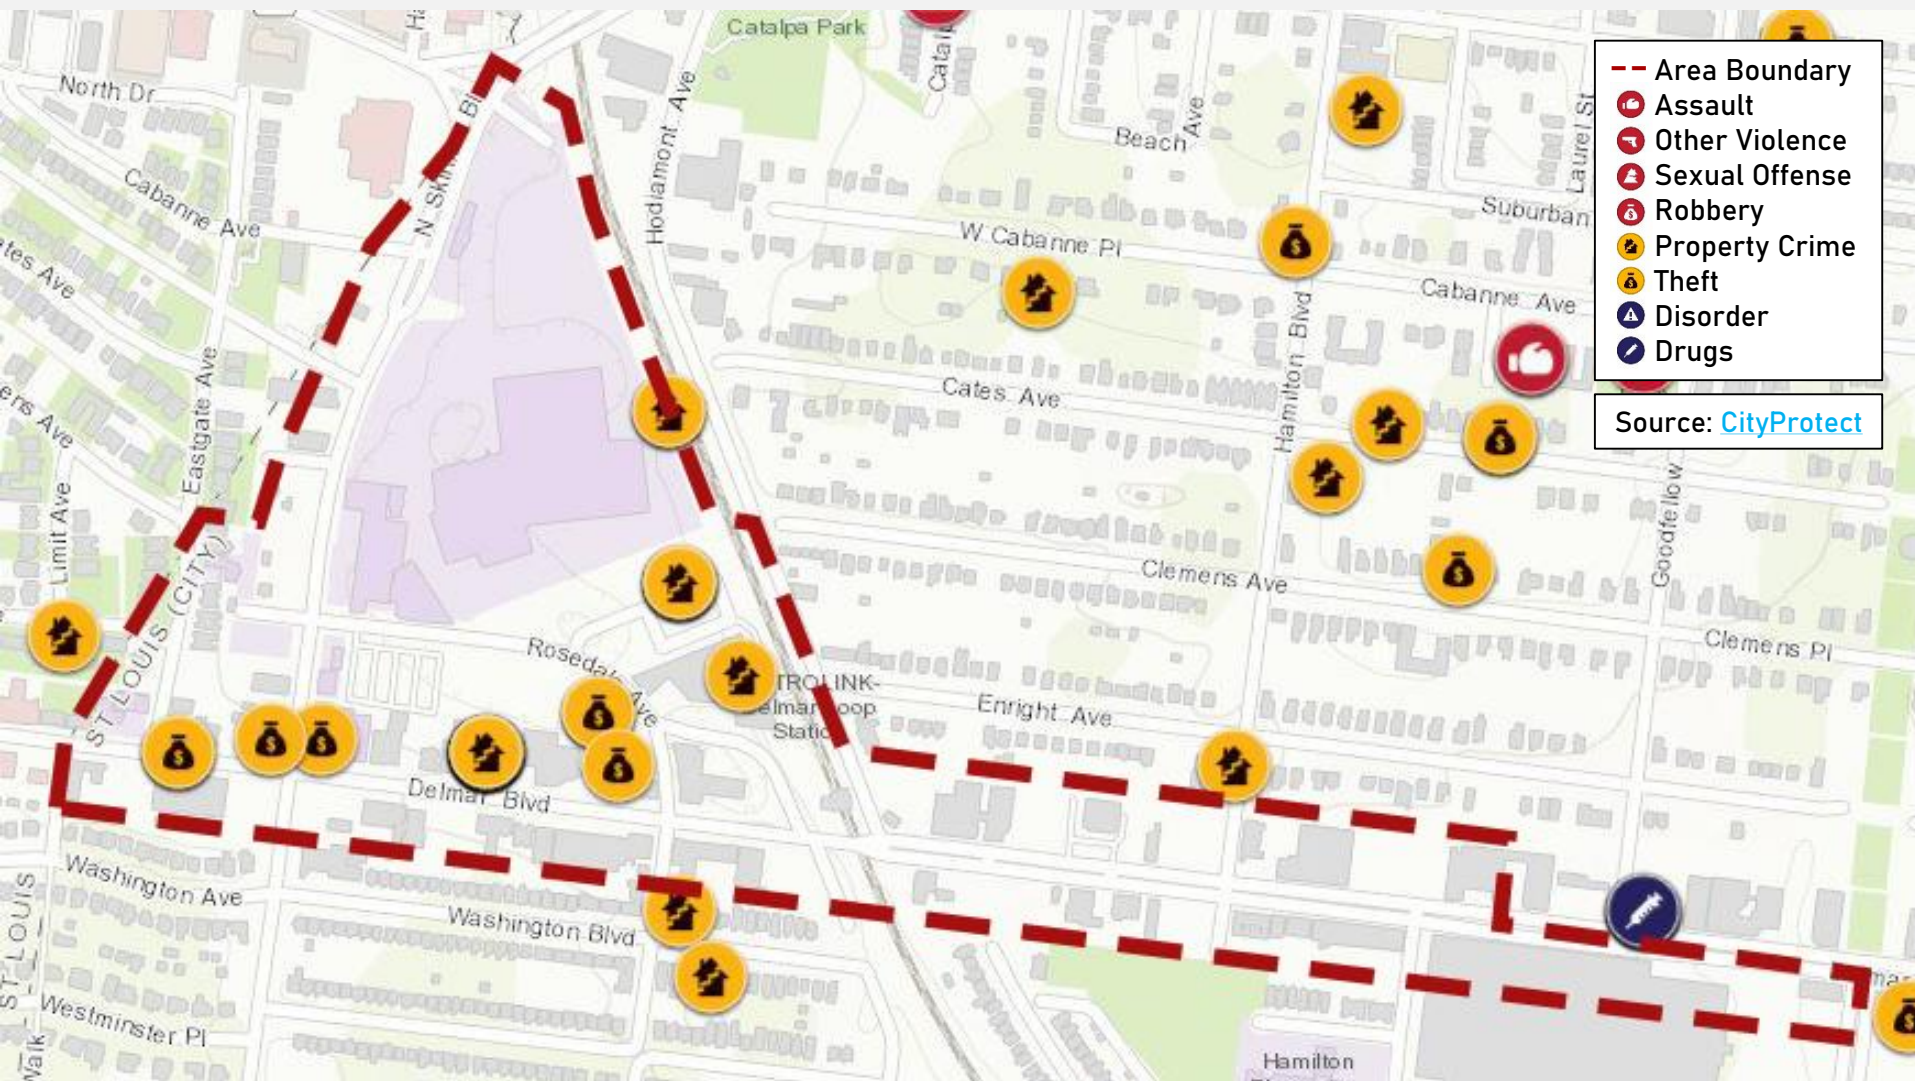 Catalpa Park
North Dr
Hodiamont Ave
Beach Ave
Laurel St
Cabanne Ave
Suburban
W Cabanne Pl
Cabanne Ave
Eastgate Ave
Cates Ave
Hamilton Blvd
Limit Ave
Goodfellow
Clemens Ave
Clemens Pl
ST LOUIS (CITY)
Rosedale Ave
Enright Ave
Delmar Blvd
Washington Ave
Washington Blvd
ST LOUIS
Westminster Pl
Walk
Hamilton
Area Boundary
Assault
Other Violence
Sexual Offense
Robbery
Property Crime
Theft
Disorder
Drugs
Source: CityProtect